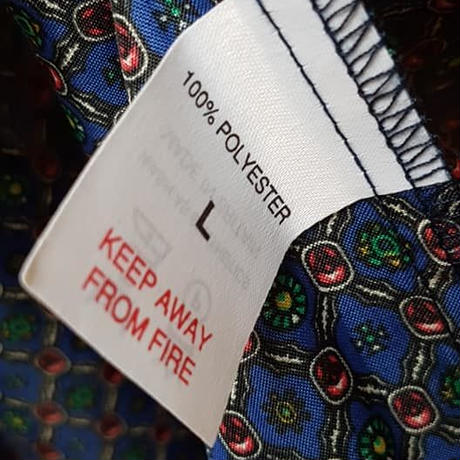 100% POLYESTER
L
KEEP AWAY
FROM FIRE